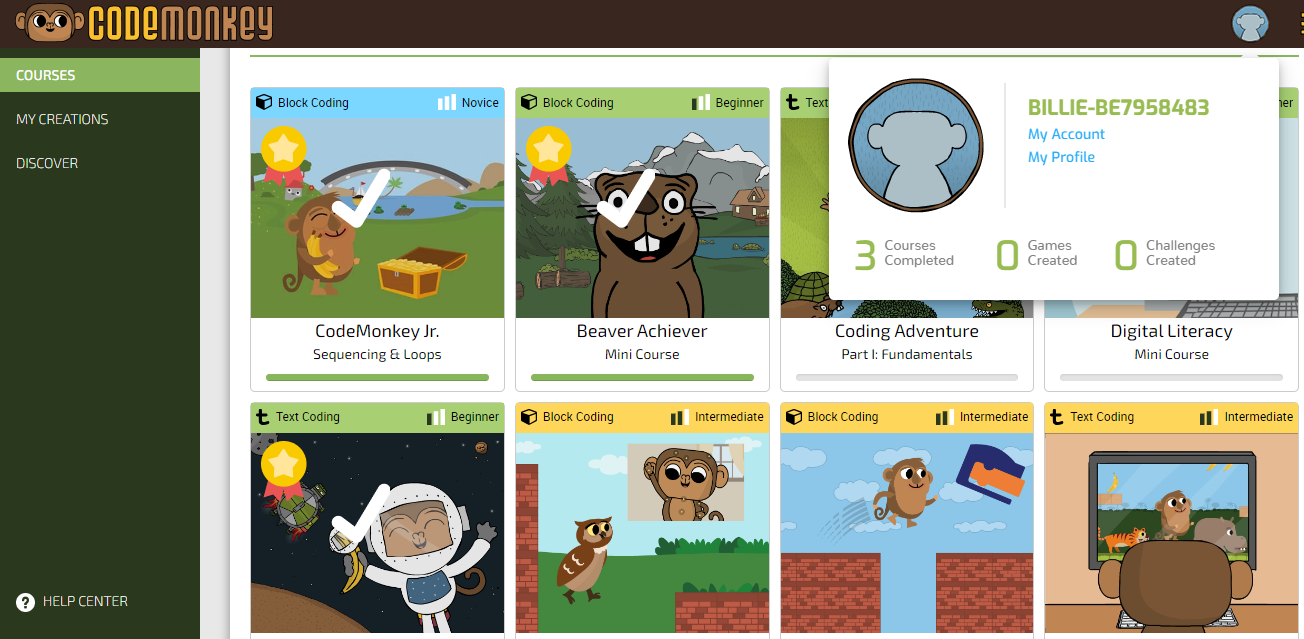 CODEMONKEY
COURSES
MY CREATIONS
DISCOVER
? HELP CENTER
BILLIE-BE7958483
My Account
My Profile
3 Courses
Completed
0 Games
Created
0 Challenges
Created
Block Coding Novice
CodeMonkey Jr.
Sequencing & Loops
Block Coding Beginner
Beaver Achiever
Mini Course
t Text
Coding Adventure
Part I: Fundamentals
ner
Digital Literacy
Mini Course
t Text Coding Beginner
Block Coding Intermediate
Block Coding Intermediate
t Text Coding Intermediate